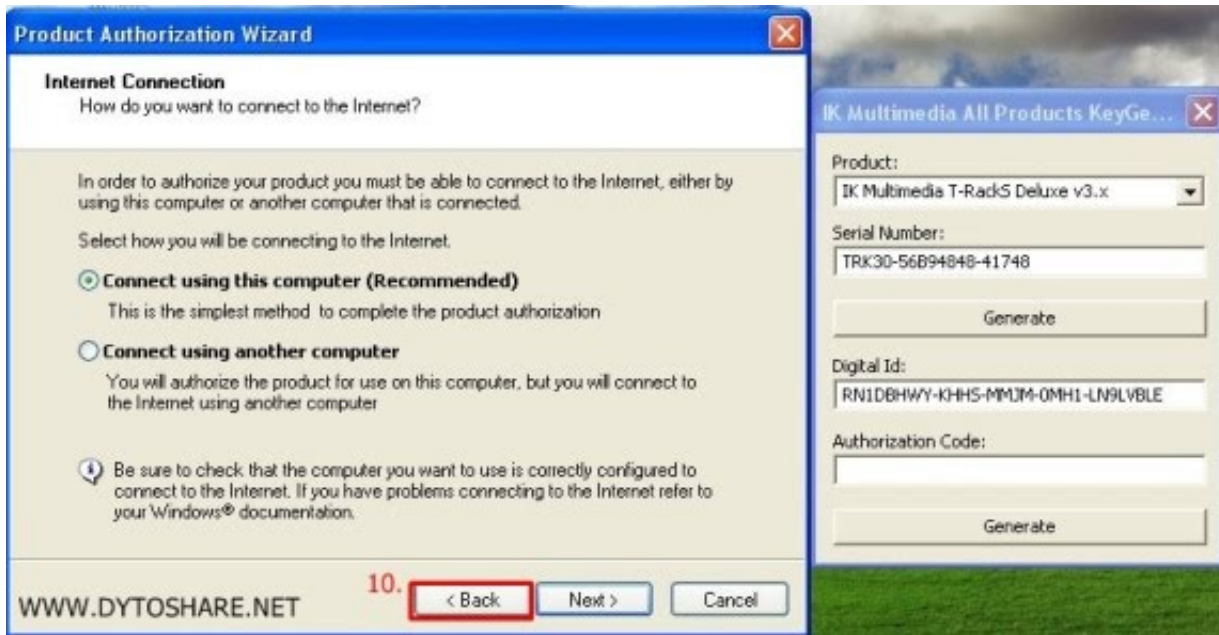 Product Authorization Wizard
Internet Connection
How do you want to connect to the Internet?
In order to authorize your product you must be able to connect to the Internet, either by
using this computer or another computer that is connected.
Select how you will be connecting to the Internet.
Connect using this computer (Recommended)
This is the simplest method to complete the product authorization
Connect using another computer
You will authorize the product for use on this computer, but you will connect to
the Internet using another computer
Be sure to check that the computer you want to use is correctly configured to
connect to the Internet. If you have problems connecting to the Internet refer to
your Windows® documentation.
WWW.DYTOSHARE.NET
10.
< Back
Next >
Cancel
IK Multimedia All Products KeyGe...
Product:
IK Multimedia T-RackS Deluxe v3.x
Serial Number:
TRK30-56B94848-41748
Generate
Digital Id:
RN1DBHWY-KHHS-MMJM-0MH1-LN9LVBLE
Authorization Code:
Generate